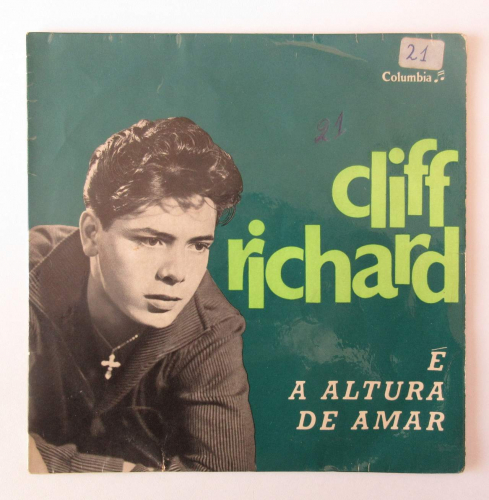 21
Columbia
21
cliff
richard
É
A ALTURA
DE AMAR